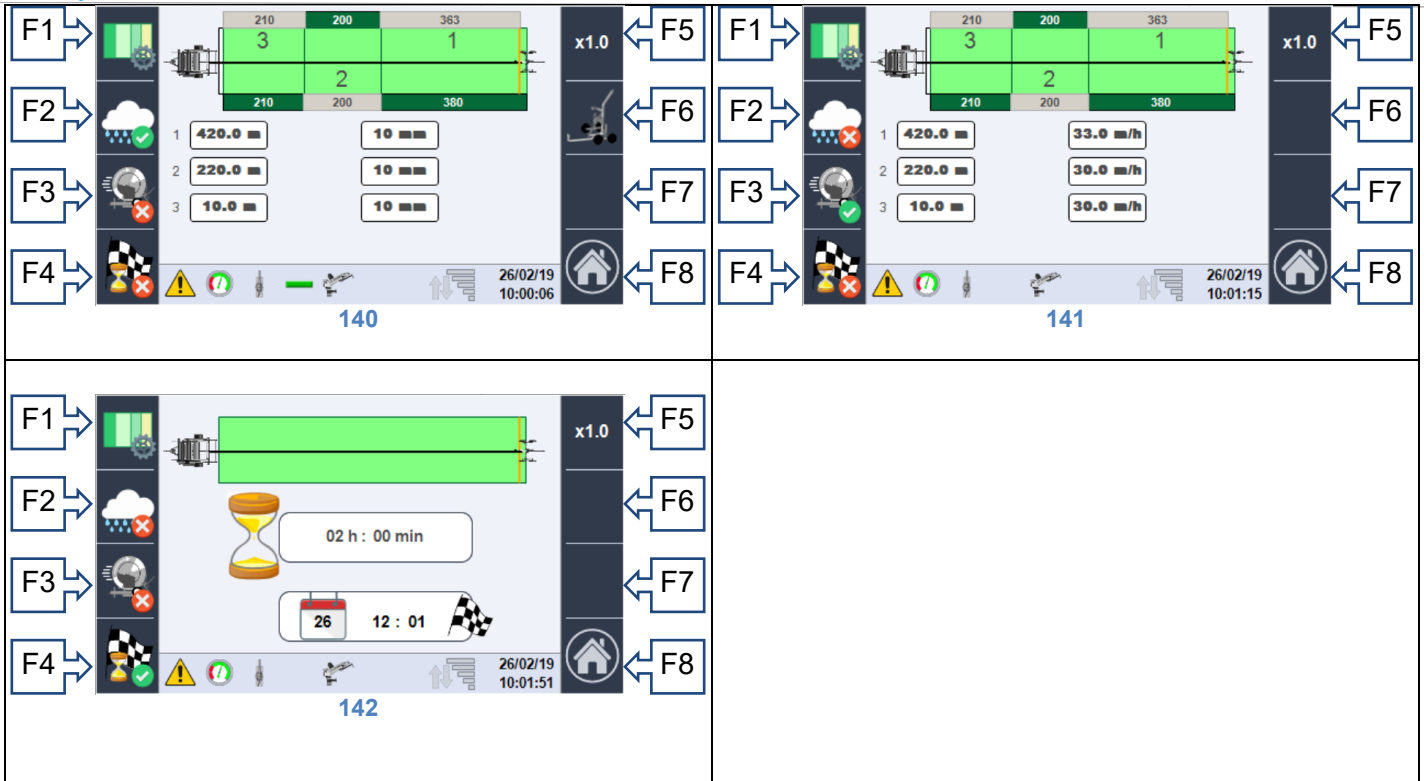 F1
210 200 363
x1.0
F5
3 1
2
F2
210 200 380
F6
1 420.0 m 10 mm
2 220.0 m 10 mm
F3
F7
3 10.0 m 10 mm
F4
26/02/19
10:00:06
F8
140
F1
210 200 363
x1.0
F5
3 1
2
F2
210 200 380
F6
1 420.0 m 33.0 m/h
2 220.0 m 30.0 m/h
F3
F7
3 10.0 m 30.0 m/h
F4
26/02/19
10:01:15
F8
141
F1
x1.0
F5
F2
F6
02 h : 00 min
F3
F7
26 12 : 01
F4
26/02/19
10:01:51
F8
142